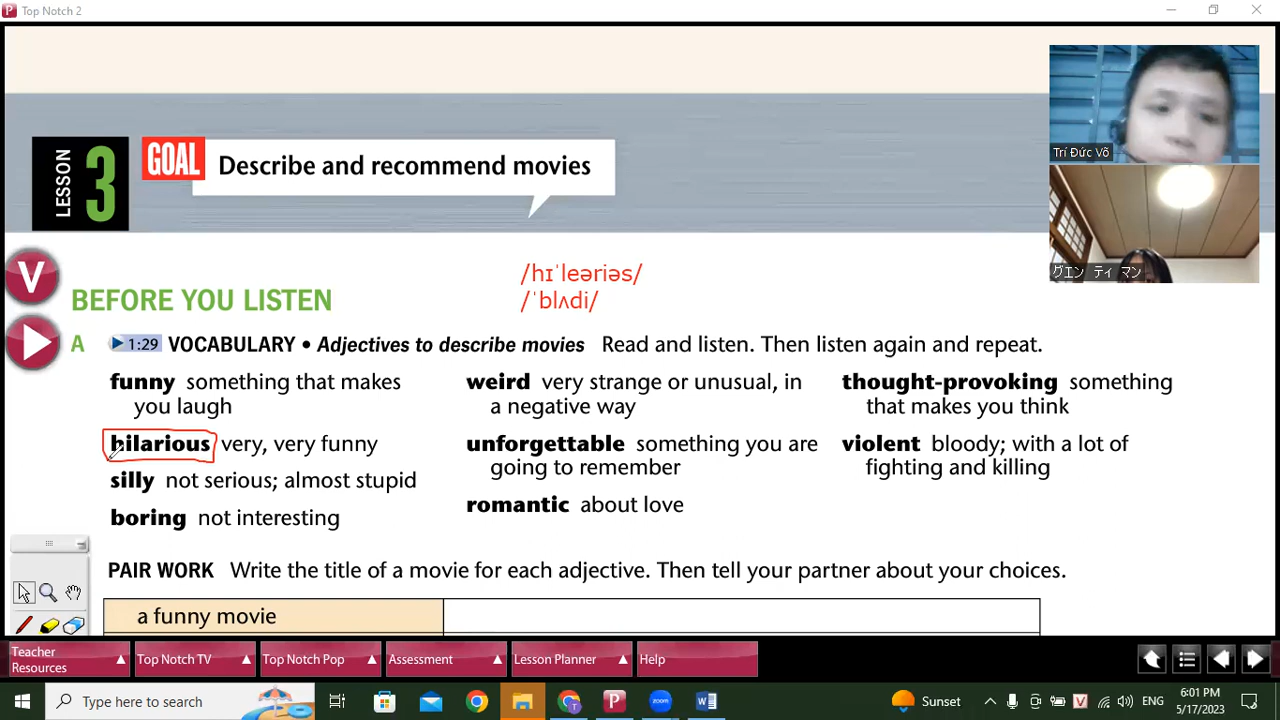 Top Notch 2
LESSON 3
GOAL
Describe and recommend movies
Trí Đức Võ
グエン ティ マン
V
BEFORE YOU LISTEN
/hɪˈleəriəs/
/ˈblʌdi/
A 1:29 VOCABULARY • Adjectives to describe movies Read and listen. Then listen again and repeat.
funny something that makes
you laugh
hilarious very, very funny
silly not serious; almost stupid
boring not interesting
weird very strange or unusual, in
a negative way
unforgettable something you are
going to remember
romantic about love
thought-provoking something
that makes you think
violent bloody; with a lot of
fighting and killing
PAIR WORK Write the title of a movie for each adjective. Then tell your partner about your choices.
a funny movie
Teacher
Resources
Top Notch TV
Top Notch Pop
Assessment
Lesson Planner
Help
Type here to search
Sunset
ENG
6:01 PM
5/17/2023